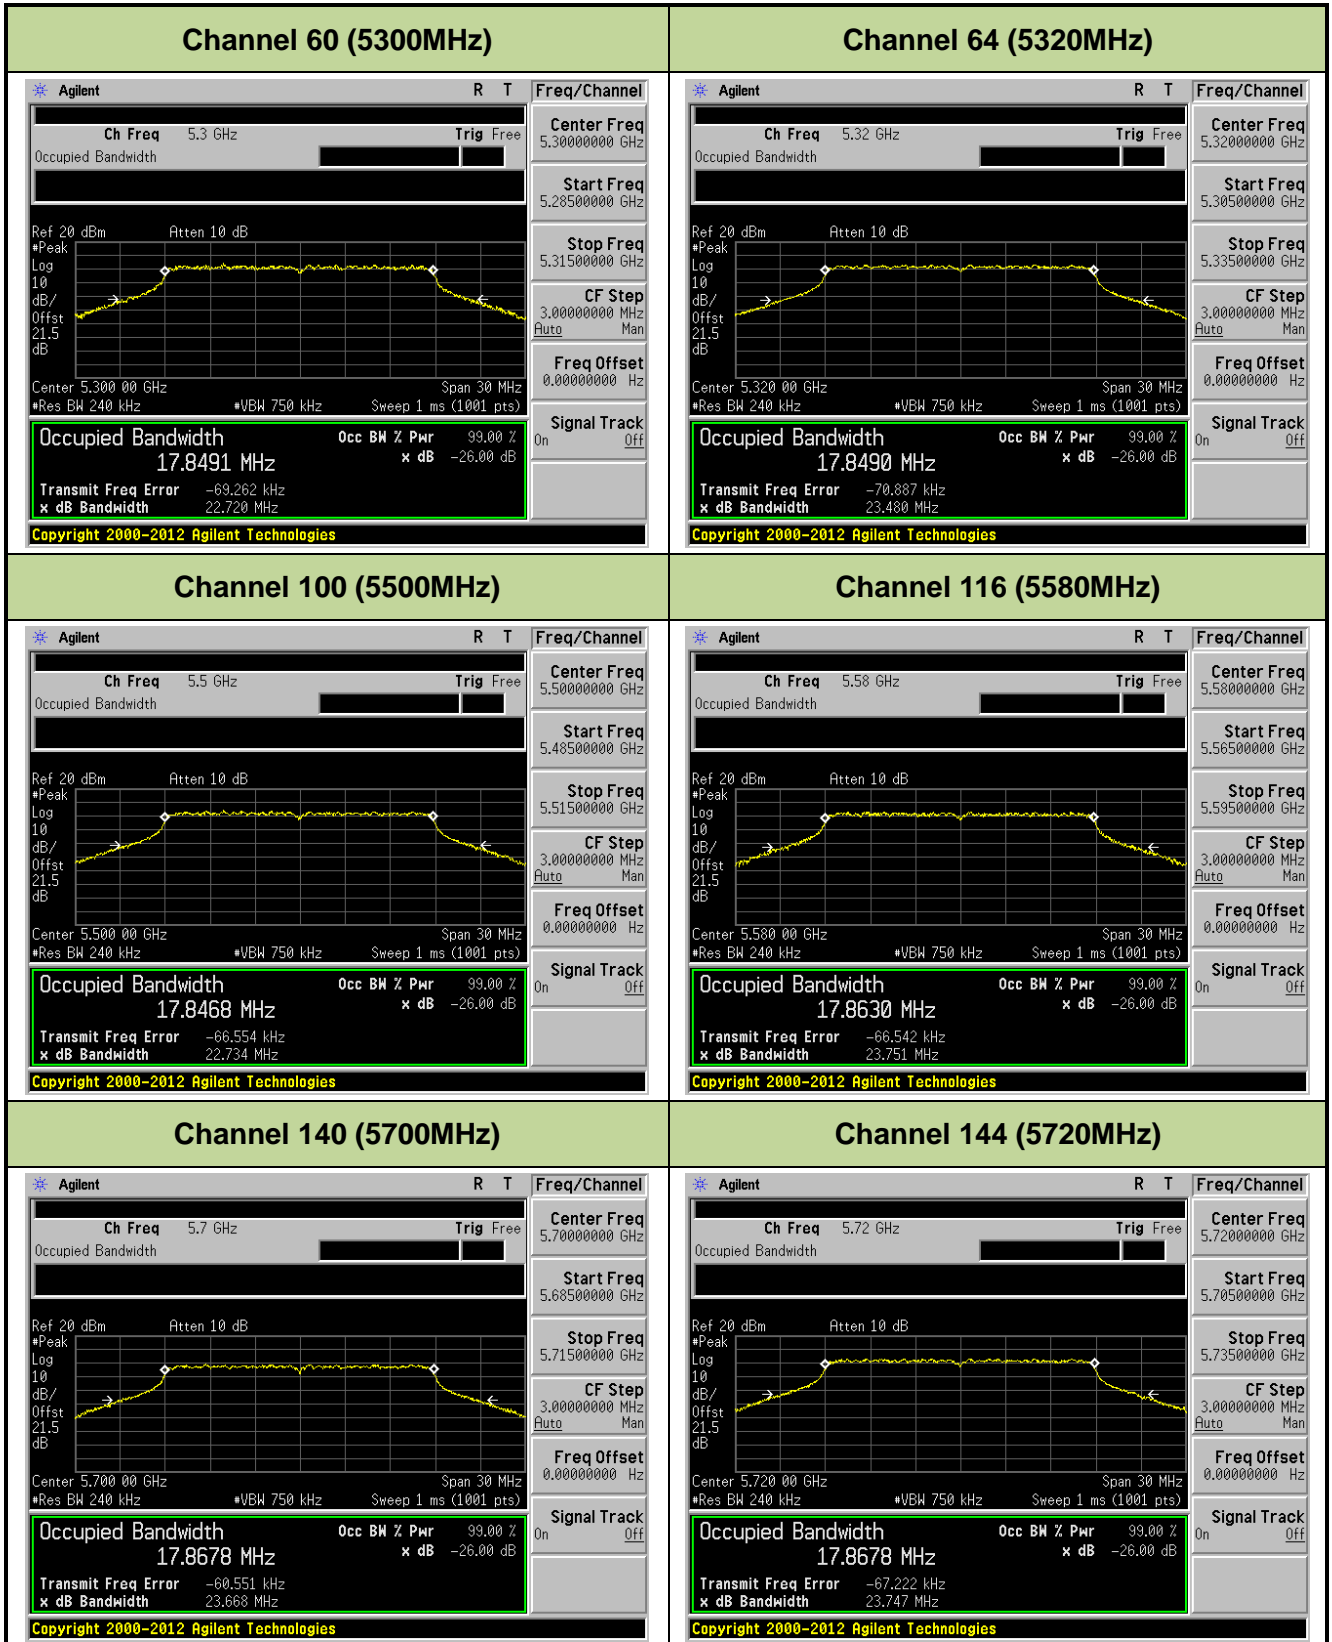 Channel 60 (5300MHz)
Agilent R T Freq/Channel
Ch Freq 5.3 GHz Trig Free
Occupied Bandwidth
Center Freq
5.30000000 GHz
Start Freq
5.28500000 GHz
Stop Freq
5.31500000 GHz
CF Step
3.00000000 MHz
Auto Man
Freq Offset
0.00000000 Hz
Signal Track
On Off
Ref 20 dBm Atten 10 dB
#Peak
Log
10
dB/
Offst
21.5
dB
Center 5.300 00 GHz Span 30 MHz
#Res BW 240 kHz #VBW 750 kHz Sweep 1 ms (1001 pts)
Occupied Bandwidth Occ BW % Pwr 99.00 %
17.8491 MHz x dB -26.00 dB
Transmit Freq Error -69.262 kHz
x dB Bandwidth 22.720 MHz
Copyright 2000-2012 Agilent Technologies
Channel 64 (5320MHz)
Agilent R T Freq/Channel
Ch Freq 5.32 GHz Trig Free
Occupied Bandwidth
Center Freq
5.32000000 GHz
Start Freq
5.30500000 GHz
Stop Freq
5.33500000 GHz
CF Step
3.00000000 MHz
Auto Man
Freq Offset
0.00000000 Hz
Signal Track
On Off
Ref 20 dBm Atten 10 dB
#Peak
Log
10
dB/
Offst
21.5
dB
Center 5.320 00 GHz Span 30 MHz
#Res BW 240 kHz #VBW 750 kHz Sweep 1 ms (1001 pts)
Occupied Bandwidth Occ BW % Pwr 99.00 %
17.8490 MHz x dB -26.00 dB
Transmit Freq Error -70.887 kHz
x dB Bandwidth 23.480 MHz
Copyright 2000-2012 Agilent Technologies
Channel 100 (5500MHz)
Agilent R T Freq/Channel
Ch Freq 5.5 GHz Trig Free
Occupied Bandwidth
Center Freq
5.50000000 GHz
Start Freq
5.48500000 GHz
Stop Freq
5.51500000 GHz
CF Step
3.00000000 MHz
Auto Man
Freq Offset
0.00000000 Hz
Signal Track
On Off
Ref 20 dBm Atten 10 dB
#Peak
Log
10
dB/
Offst
21.5
dB
Center 5.500 00 GHz Span 30 MHz
#Res BW 240 kHz #VBW 750 kHz Sweep 1 ms (1001 pts)
Occupied Bandwidth Occ BW % Pwr 99.00 %
17.8468 MHz x dB -26.00 dB
Transmit Freq Error -66.554 kHz
x dB Bandwidth 22.734 MHz
Copyright 2000-2012 Agilent Technologies
Channel 116 (5580MHz)
Agilent R T Freq/Channel
Ch Freq 5.58 GHz Trig Free
Occupied Bandwidth
Center Freq
5.58000000 GHz
Start Freq
5.56500000 GHz
Stop Freq
5.59500000 GHz
CF Step
3.00000000 MHz
Auto Man
Freq Offset
0.00000000 Hz
Signal Track
On Off
Ref 20 dBm Atten 10 dB
#Peak
Log
10
dB/
Offst
21.5
dB
Center 5.580 00 GHz Span 30 MHz
#Res BW 240 kHz #VBW 750 kHz Sweep 1 ms (1001 pts)
Occupied Bandwidth Occ BW % Pwr 99.00 %
17.8630 MHz x dB -26.00 dB
Transmit Freq Error -66.542 kHz
x dB Bandwidth 23.751 MHz
Copyright 2000-2012 Agilent Technologies
Channel 140 (5700MHz)
Agilent R T Freq/Channel
Ch Freq 5.7 GHz Trig Free
Occupied Bandwidth
Center Freq
5.70000000 GHz
Start Freq
5.68500000 GHz
Stop Freq
5.71500000 GHz
CF Step
3.00000000 MHz
Auto Man
Freq Offset
0.00000000 Hz
Signal Track
On Off
Ref 20 dBm Atten 10 dB
#Peak
Log
10
dB/
Offst
21.5
dB
Center 5.700 00 GHz Span 30 MHz
#Res BW 240 kHz #VBW 750 kHz Sweep 1 ms (1001 pts)
Occupied Bandwidth Occ BW % Pwr 99.00 %
17.8678 MHz x dB -26.00 dB
Transmit Freq Error -60.551 kHz
x dB Bandwidth 23.668 MHz
Copyright 2000-2012 Agilent Technologies
Channel 144 (5720MHz)
Agilent R T Freq/Channel
Ch Freq 5.72 GHz Trig Free
Occupied Bandwidth
Center Freq
5.72000000 GHz
Start Freq
5.70500000 GHz
Stop Freq
5.73500000 GHz
CF Step
3.00000000 MHz
Auto Man
Freq Offset
0.00000000 Hz
Signal Track
On Off
Ref 20 dBm Atten 10 dB
#Peak
Log
10
dB/
Offst
21.5
dB
Center 5.720 00 GHz Span 30 MHz
#Res BW 240 kHz #VBW 750 kHz Sweep 1 ms (1001 pts)
Occupied Bandwidth Occ BW % Pwr 99.00 %
17.8678 MHz x dB -26.00 dB
Transmit Freq Error -67.222 kHz
x dB Bandwidth 23.747 MHz
Copyright 2000-2012 Agilent Technologies